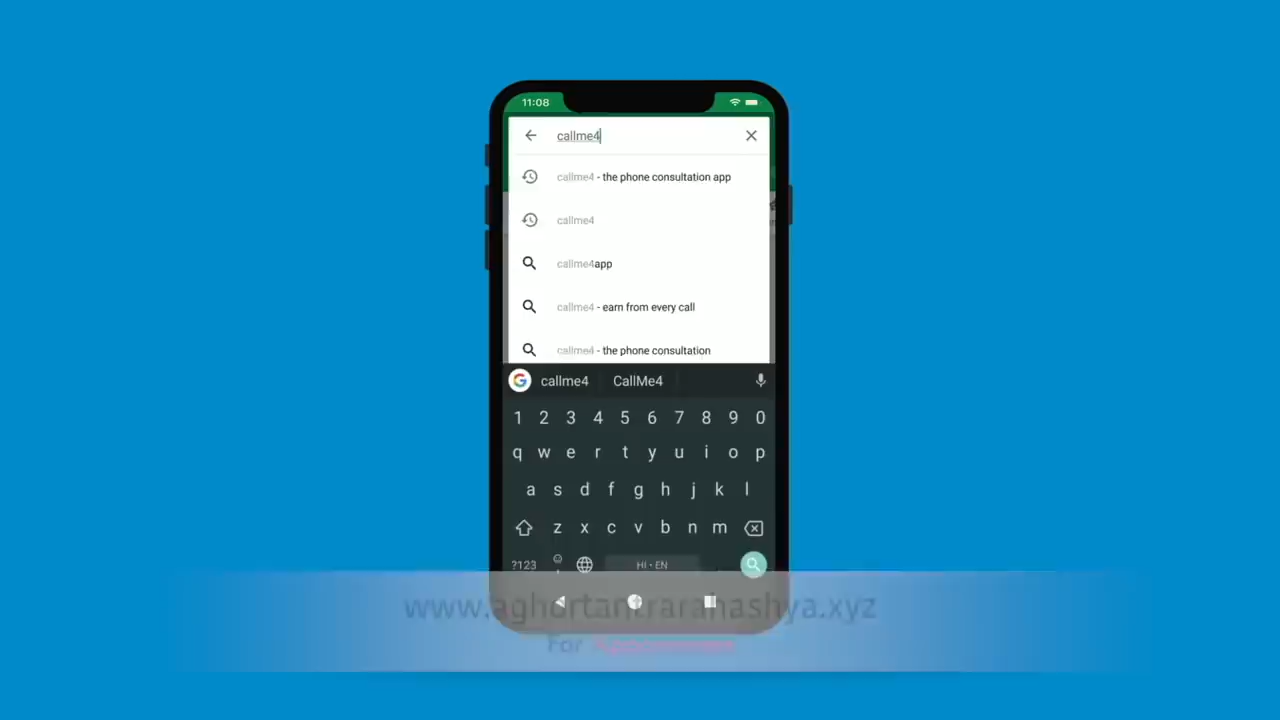 11:08
callme4
callme4 - the phone consultation app
callme4
callme4app
callme4 - earn from every call
callme4 - the phone consultation
callme4 CallMe4
1 2 3 4 5 6 7 8 9 0
q w e r t y u i o p
a s d f g h j k l
z x c v b n m
?123 , HI • EN .
www.aghortantrarahashya.xyz
For